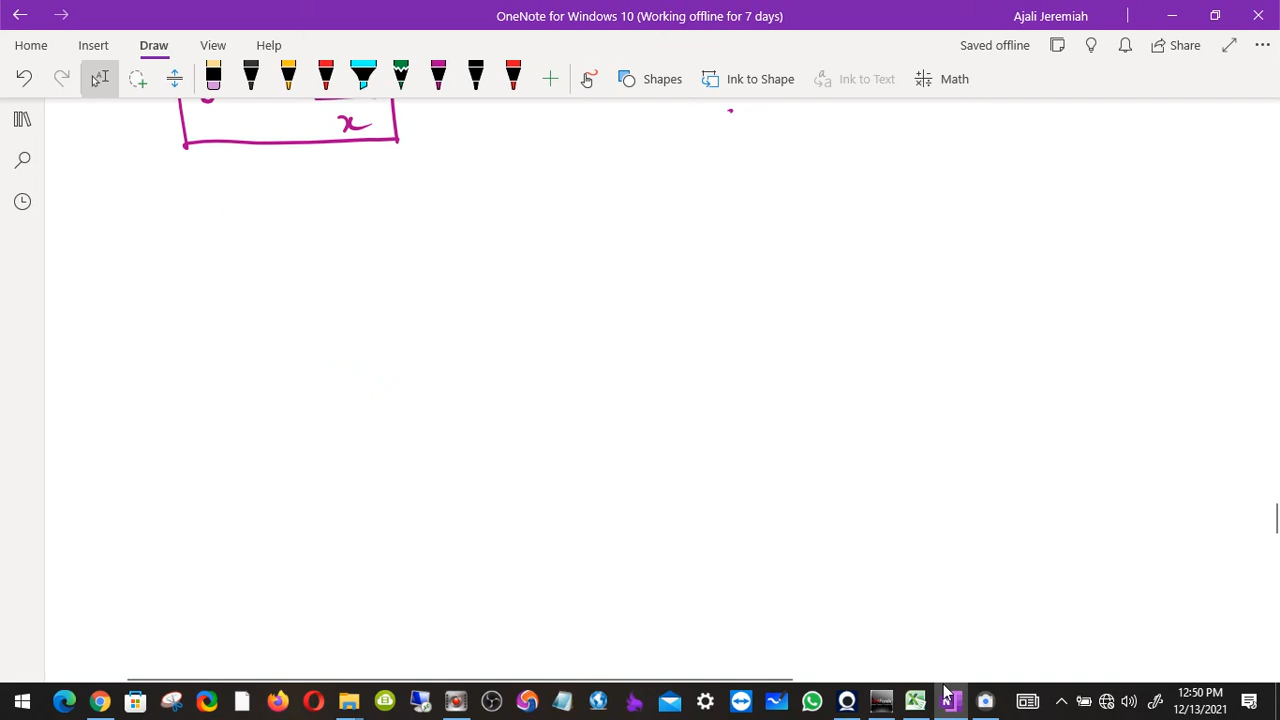 OneNote for Windows 10 (Working offline for 7 days)
Ajali Jeremiah
Home Insert Draw View Help
Saved offline
Share
Shapes
Ink to Shape
Ink to Text
Math
x
12:50 PM
12/13/2021